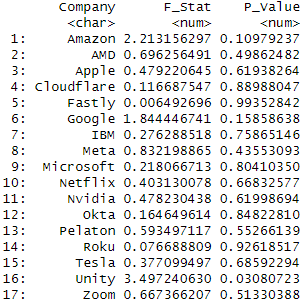 Company F_Stat P_Value
<char> <num> <num>
1: Amazon 2.213156297 0.10979237
2: AMD 0.696256491 0.49862482
3: Apple 0.479220645 0.61938264
4: Cloudflare 0.116687547 0.88988047
5: Fastly 0.006492696 0.99352842
6: Google 1.844446741 0.15858638
7: IBM 0.276288518 0.75865146
8: Meta 0.832198865 0.43553093
9: Microsoft 0.218066713 0.80410350
10: Netflix 0.403130078 0.66832577
11: Nvidia 0.478230438 0.61998694
12: Okta 0.164649614 0.84822810
13: Pelaton 0.593497117 0.55266139
14: Roku 0.076688809 0.92618517
15: Tesla 0.377099497 0.68592294
16: Unity 3.497240630 0.03080723
17: Zoom 0.667366207 0.51330388